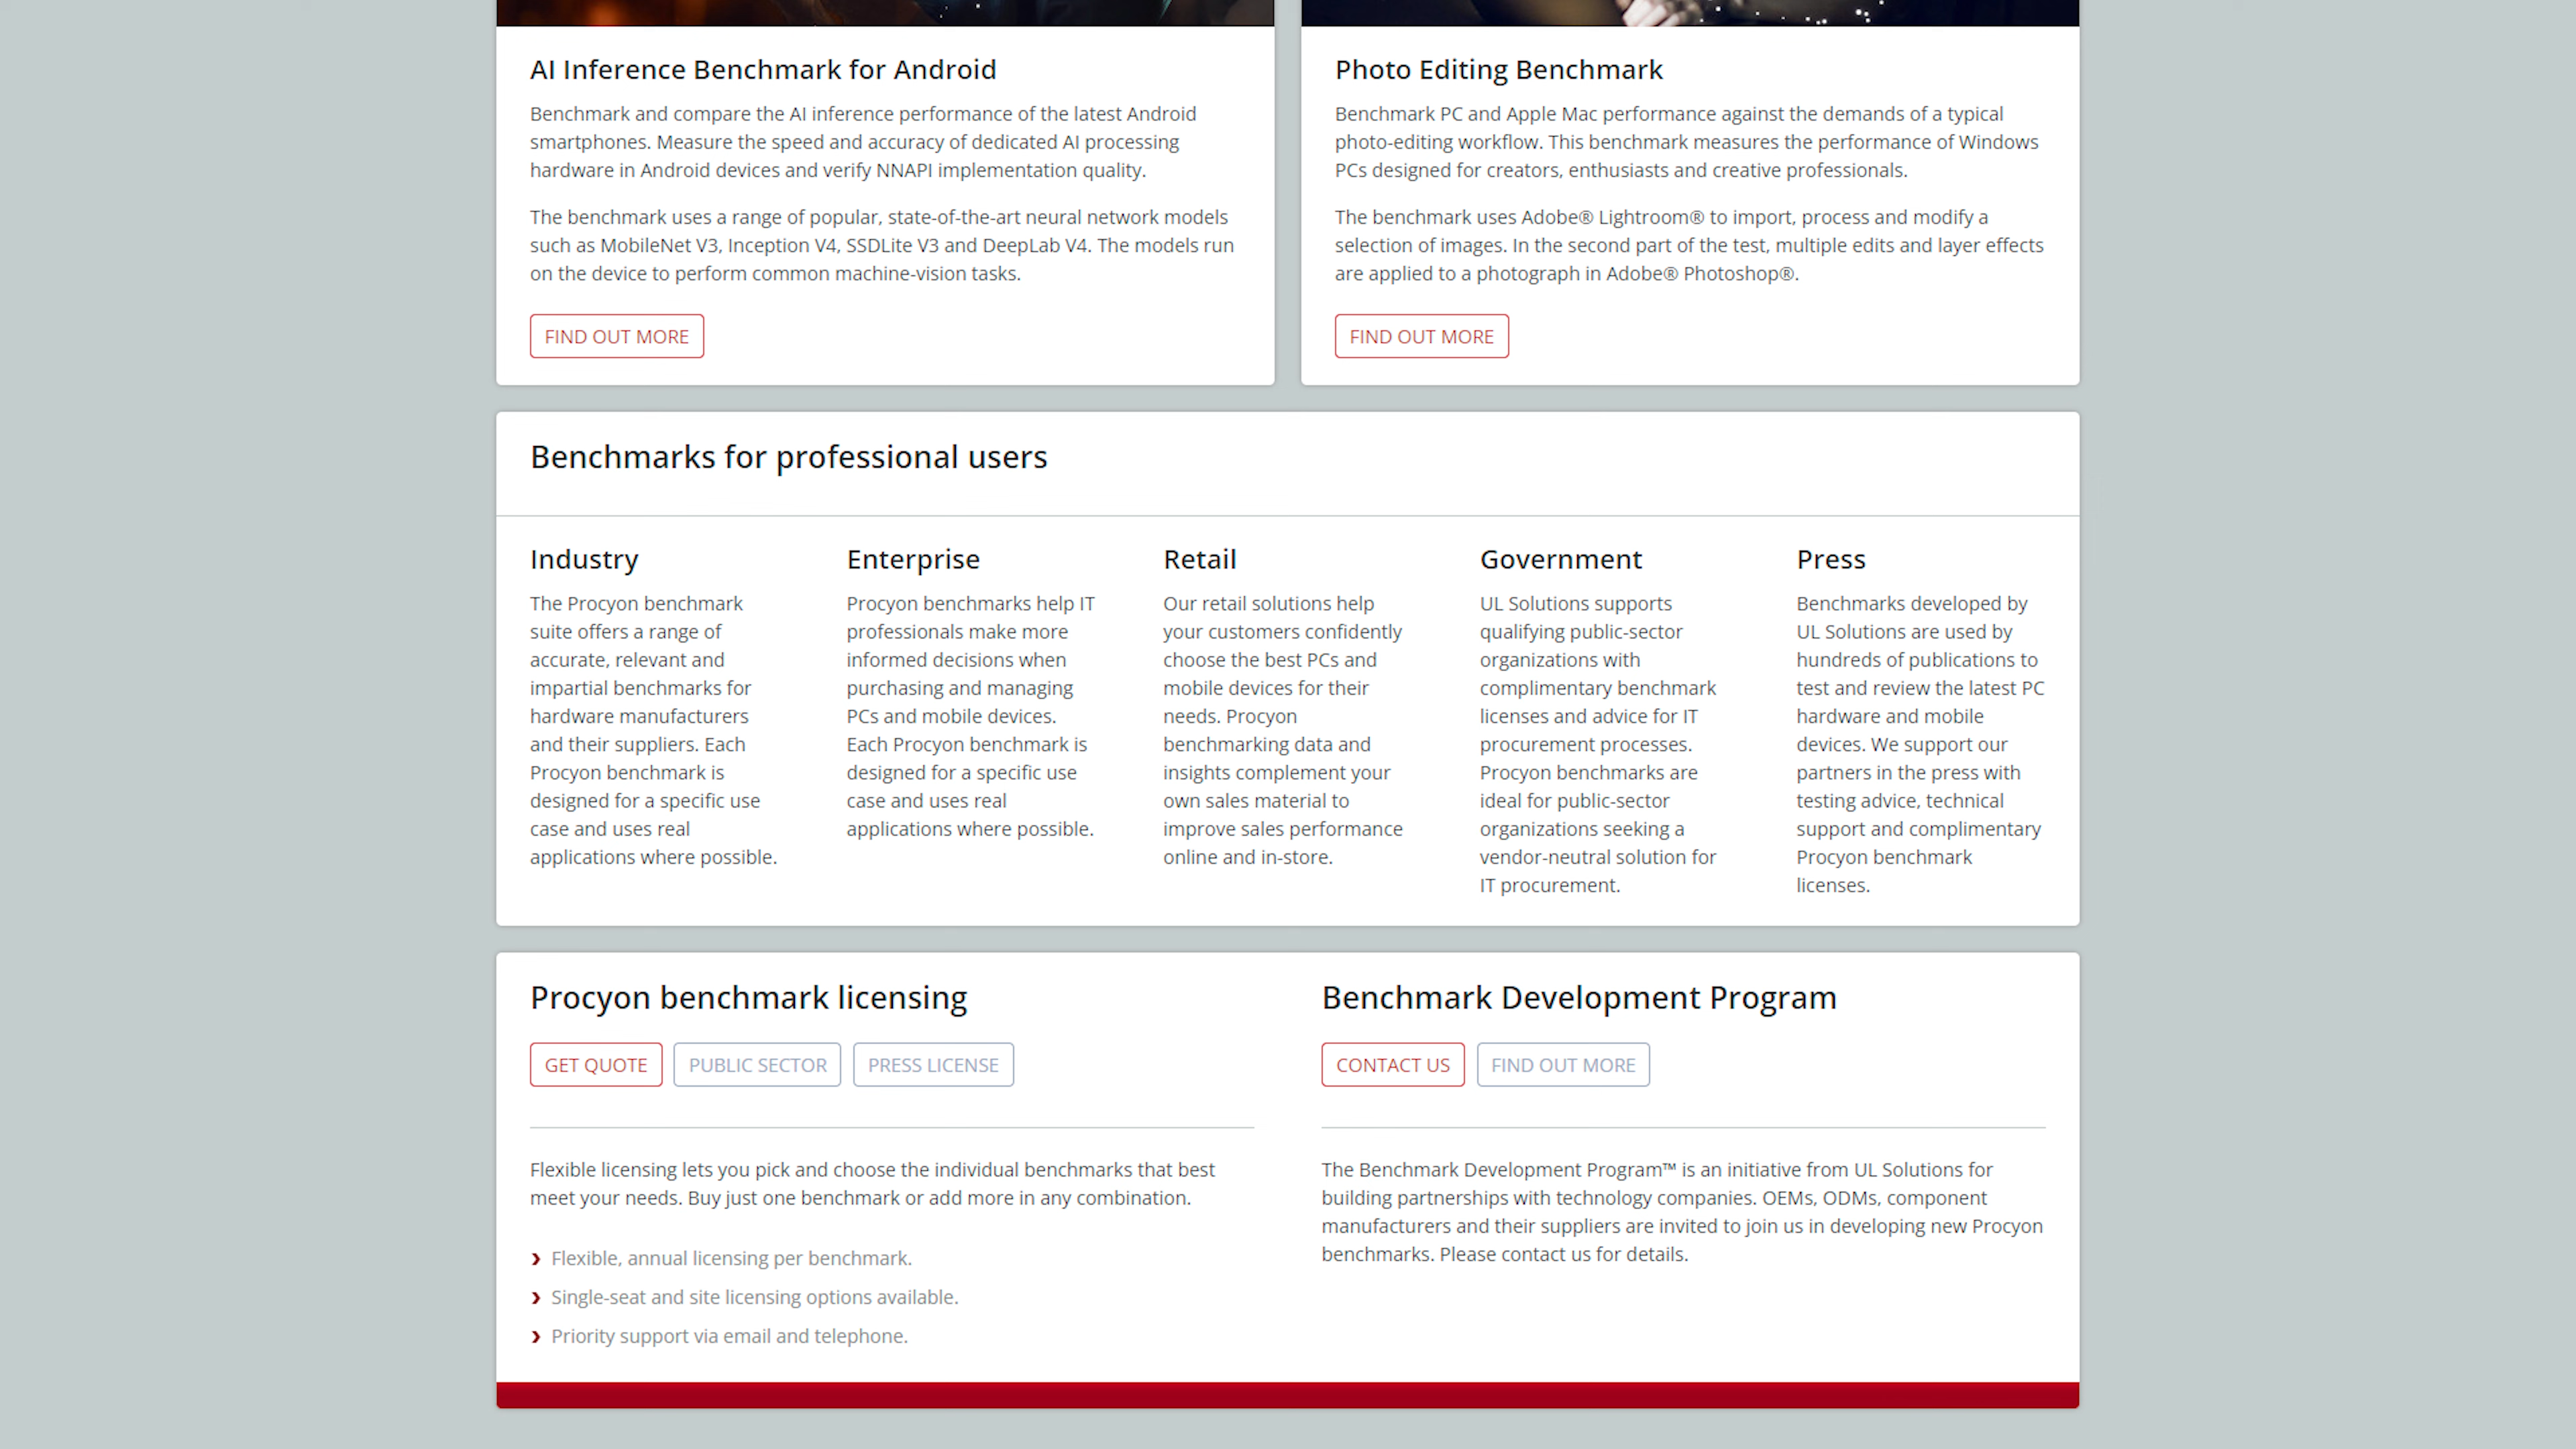 AI Inference Benchmark for Android
Benchmark and compare the AI inference performance of the latest Android
smartphones. Measure the speed and accuracy of dedicated AI processing
hardware in Android devices and verify NNAPI implementation quality.
The benchmark uses a range of popular, state-of-the-art neural network models
such as MobileNet V3, Inception V4, SSDLite V3 and DeepLab V4. The models run
on the device to perform common machine-vision tasks.
FIND OUT MORE
Photo Editing Benchmark
Benchmark PC and Apple Mac performance against the demands of a typical
photo-editing workflow. This benchmark measures the performance of Windows
PCs designed for creators, enthusiasts and creative professionals.
The benchmark uses Adobe® Lightroom® to import, process and modify a
selection of images. In the second part of the test, multiple edits and layer effects
are applied to a photograph in Adobe® Photoshop®.
FIND OUT MORE
Benchmarks for professional users
Industry
The Procyon benchmark
suite offers a range of
accurate, relevant and
impartial benchmarks for
hardware manufacturers
and their suppliers. Each
Procyon benchmark is
designed for a specific use
case and uses real
applications where possible.
Enterprise
Procyon benchmarks help IT
professionals make more
informed decisions when
purchasing and managing
PCs and mobile devices.
Each Procyon benchmark is
designed for a specific use
case and uses real
applications where possible.
Retail
Our retail solutions help
your customers confidently
choose the best PCs and
mobile devices for their
needs. Procyon
benchmarking data and
insights complement your
own sales material to
improve sales performance
online and in-store.
Government
UL Solutions supports
qualifying public-sector
organizations with
complimentary benchmark
licenses and advice for IT
procurement processes.
Procyon benchmarks are
ideal for public-sector
organizations seeking a
vendor-neutral solution for
IT procurement.
Press
Benchmarks developed by
UL Solutions are used by
hundreds of publications to
test and review the latest PC
hardware and mobile
devices. We support our
partners in the press with
testing advice, technical
support and complimentary
Procyon benchmark
licenses.
Procyon benchmark licensing
GET QUOTE
PUBLIC SECTOR
PRESS LICENSE
Flexible licensing lets you pick and choose the individual benchmarks that best
meet your needs. Buy just one benchmark or add more in any combination.
Flexible, annual licensing per benchmark.
Single-seat and site licensing options available.
Priority support via email and telephone.
Benchmark Development Program
CONTACT US
FIND OUT MORE
The Benchmark Development Program™ is an initiative from UL Solutions for
building partnerships with technology companies. OEMs, ODMs, component
manufacturers and their suppliers are invited to join us in developing new Procyon
benchmarks. Please contact us for details.